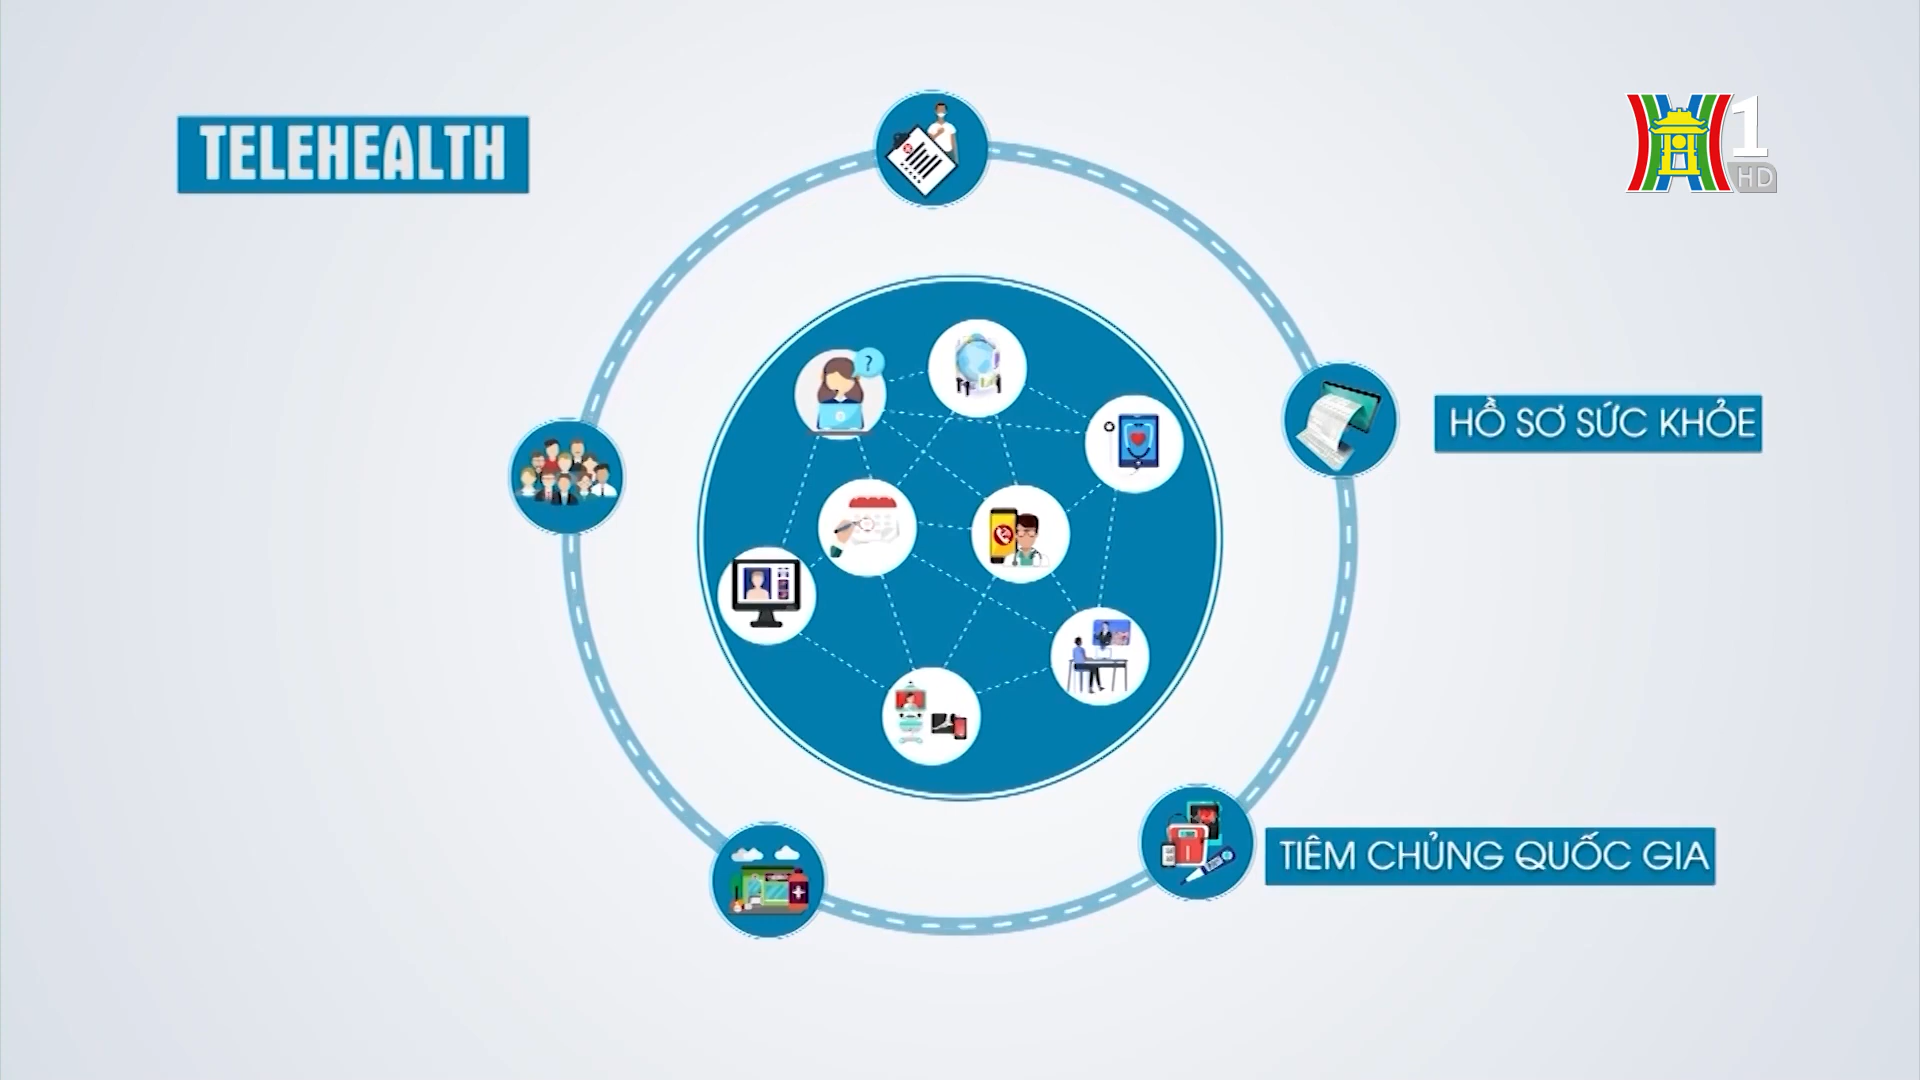 TELEHEALTH
1
HD
HỒ SƠ SỨC KHỎE
TIÊM CHỦNG QUỐC GIA